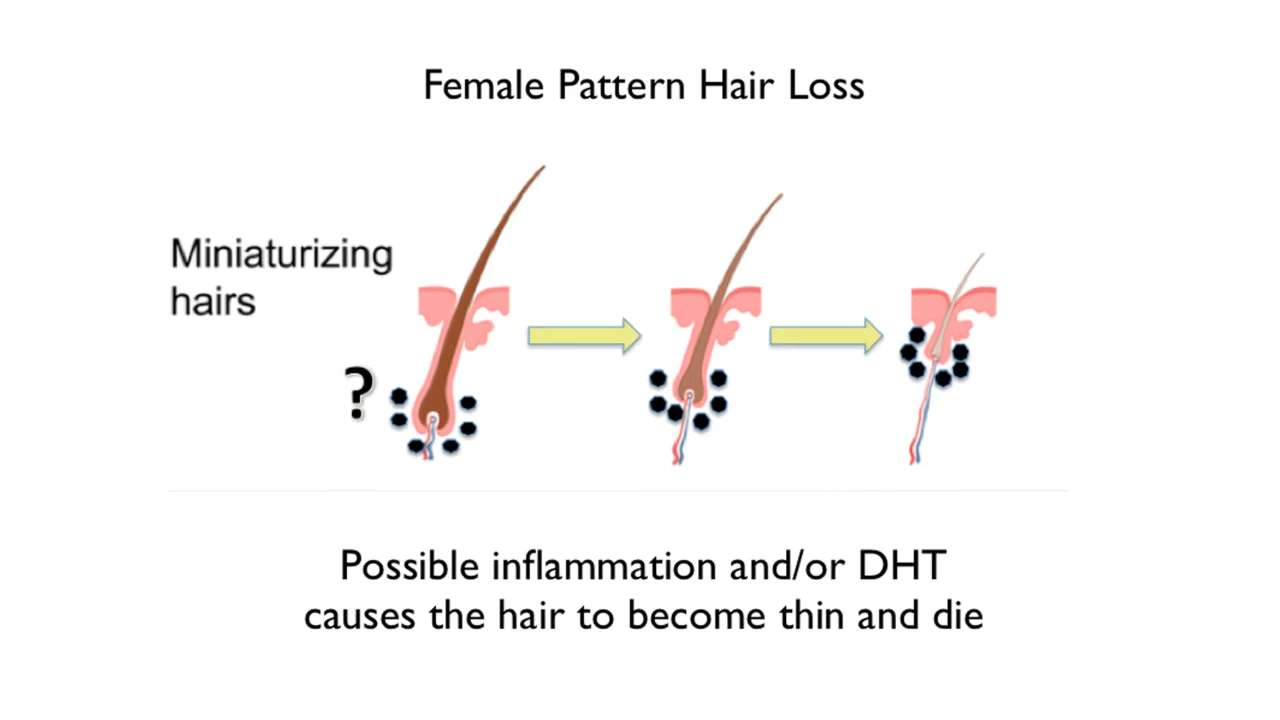 Female Pattern Hair Loss
Miniaturizing
hairs
?
Possible inflammation and/or DHT
causes the hair to become thin and die